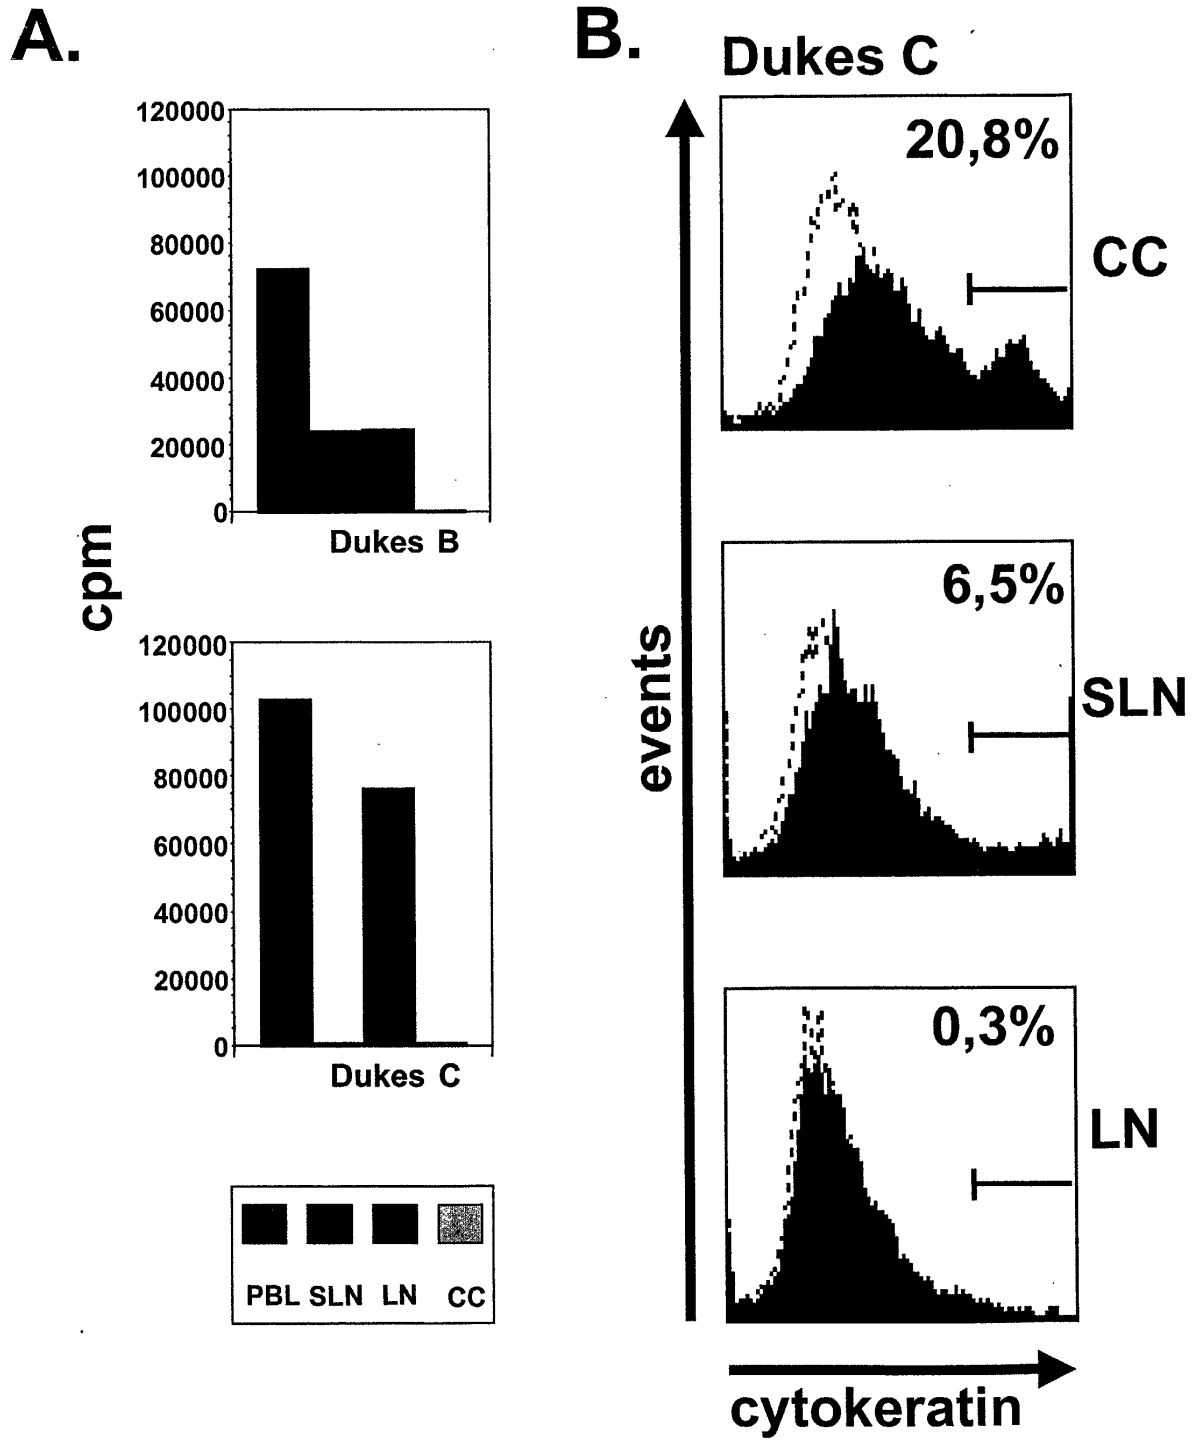 A.
cpm
120000
100000
80000
60000
40000
20000
0
Dukes B
120000
100000
80000
60000
40000
20000
0
Dukes C
PBL SLN LN CC
B.
Dukes C
events
20,8%
CC
6,5%
SLN
0,3%
LN
cytokeratin